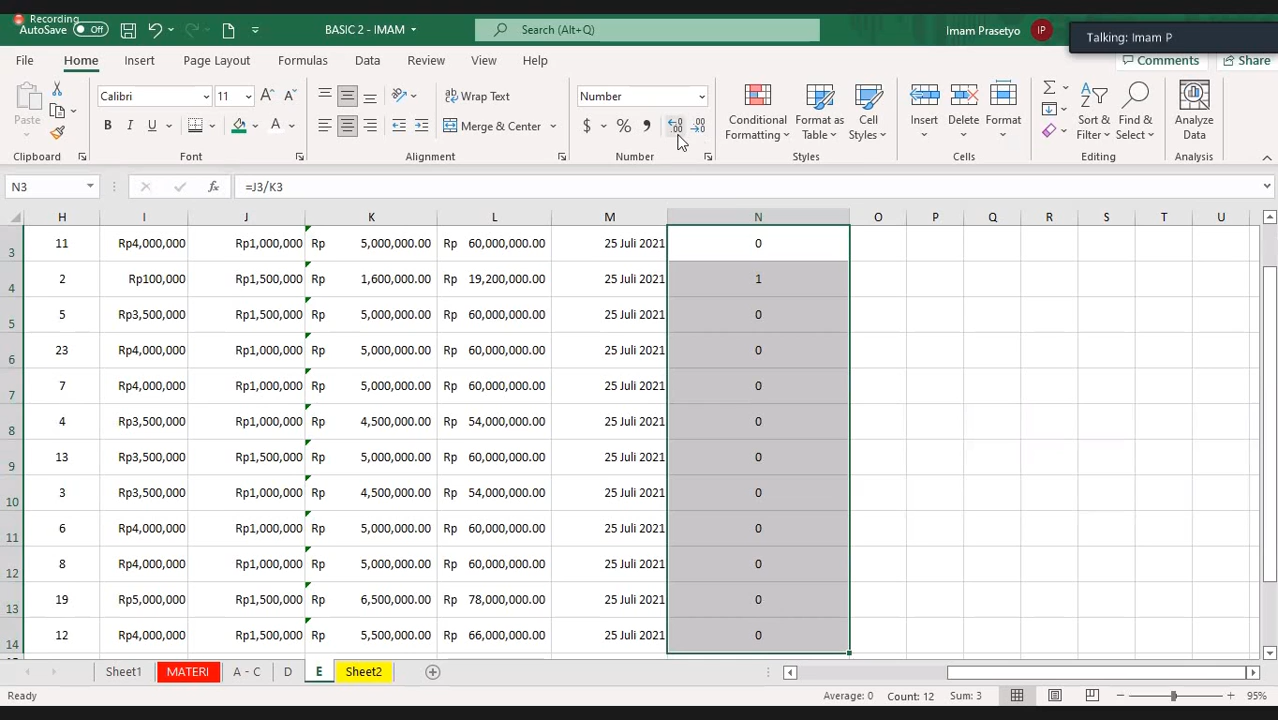 Recording
AutoSave Off BASIC 2 - IMAM Search (Alt+Q) Imam Prasetyo IP Talking: Imam P
File Home Insert Page Layout Formulas Data Review View Help Comments Share
Paste Calibri 11 Wrap Text Number Conditional Formatting Format as Table Cell Styles Insert Delete Format Sort & Filter Find & Select Analyze Data
B I U A Merge & Center $ %
Clipboard Font Alignment Number Styles Cells Editing Analysis
N3 fx =J3/K3
H I J K L M N O P Q R S T U
3 11 Rp4,000,000 Rp1,000,000 Rp 5,000,000.00 Rp 60,000,000.00 25 Juli 2021 0
4 2 Rp100,000 Rp1,500,000 Rp 1,600,000.00 Rp 19,200,000.00 25 Juli 2021 1
5 5 Rp3,500,000 Rp1,500,000 Rp 5,000,000.00 Rp 60,000,000.00 25 Juli 2021 0
6 23 Rp4,000,000 Rp1,000,000 Rp 5,000,000.00 Rp 60,000,000.00 25 Juli 2021 0
7 7 Rp4,000,000 Rp1,000,000 Rp 5,000,000.00 Rp 60,000,000.00 25 Juli 2021 0
8 4 Rp3,500,000 Rp1,000,000 Rp 4,500,000.00 Rp 54,000,000.00 25 Juli 2021 0
9 13 Rp3,500,000 Rp1,500,000 Rp 5,000,000.00 Rp 60,000,000.00 25 Juli 2021 0
10 3 Rp3,500,000 Rp1,000,000 Rp 4,500,000.00 Rp 54,000,000.00 25 Juli 2021 0
11 6 Rp4,000,000 Rp1,000,000 Rp 5,000,000.00 Rp 60,000,000.00 25 Juli 2021 0
12 8 Rp4,000,000 Rp1,000,000 Rp 5,000,000.00 Rp 60,000,000.00 25 Juli 2021 0
13 19 Rp5,000,000 Rp1,500,000 Rp 6,500,000.00 Rp 78,000,000.00 25 Juli 2021 0
14 12 Rp4,000,000 Rp1,500,000 Rp 5,500,000.00 Rp 66,000,000.00 25 Juli 2021 0
Sheet1 MATERI A - C D E Sheet2
Ready Average: 0 Count: 12 Sum: 3 95%